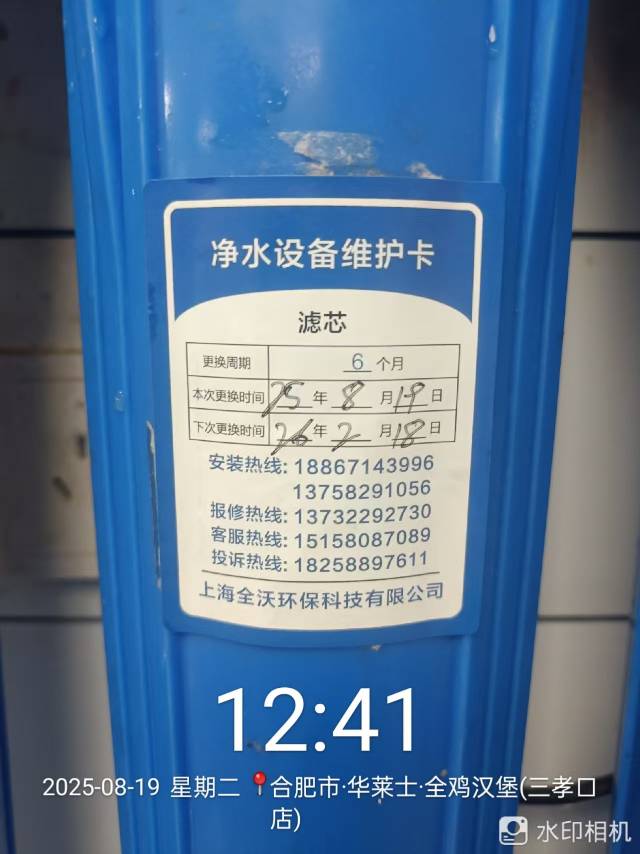 净水设备维护卡
滤芯
更换周期 6 个月
本次更换时间 25 年 8 月 19 日
下次更换时间 26 年 2 月 18 日
安装热线: 18867143996
13758291056
报修热线: 13732292730
客服热线: 15158087089
投诉热线: 18258897611
上海全沃环保科技有限公司
12:41
2025-08-19 星期二 📍合肥市·华莱士·全鸡汉堡(三孝口
店)
水印相机